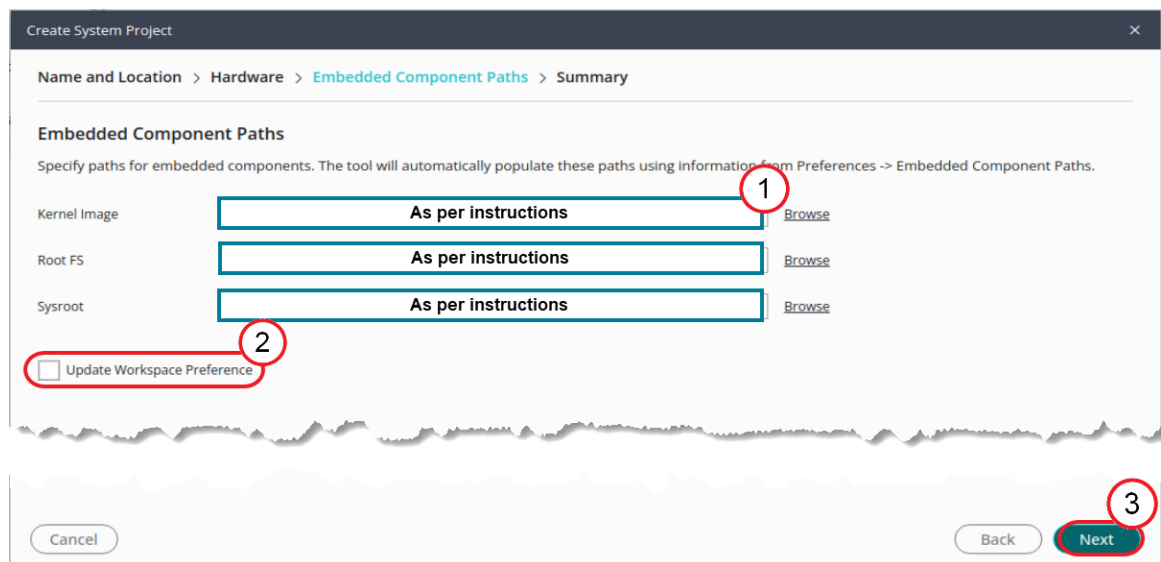 Create System Project ×
Name and Location > Hardware > Embedded Component Paths > Summary
Embedded Component Paths
Specify paths for embedded components. The tool will automatically populate these paths using information from Preferences -> Embedded Component Paths.
1
Kernel Image As per instructions Browse
Root FS As per instructions Browse
Sysroot As per instructions Browse
2
Update Workspace Preference
3
Cancel Back Next